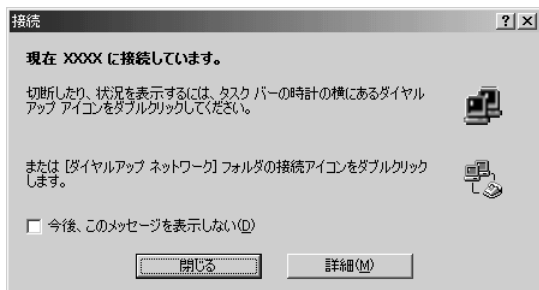 接続
現在 XXXX に接続しています。
切断したり、状況を表示するには、タスク バーの時計の横にあるダイヤル
アップ アイコンをダブルクリックしてください。
または [ダイヤルアップ ネットワーク] フォルダの接続アイコンをダブルクリック
します。
今後、このメッセージを表示しない(D)
閉じる 詳細(M)